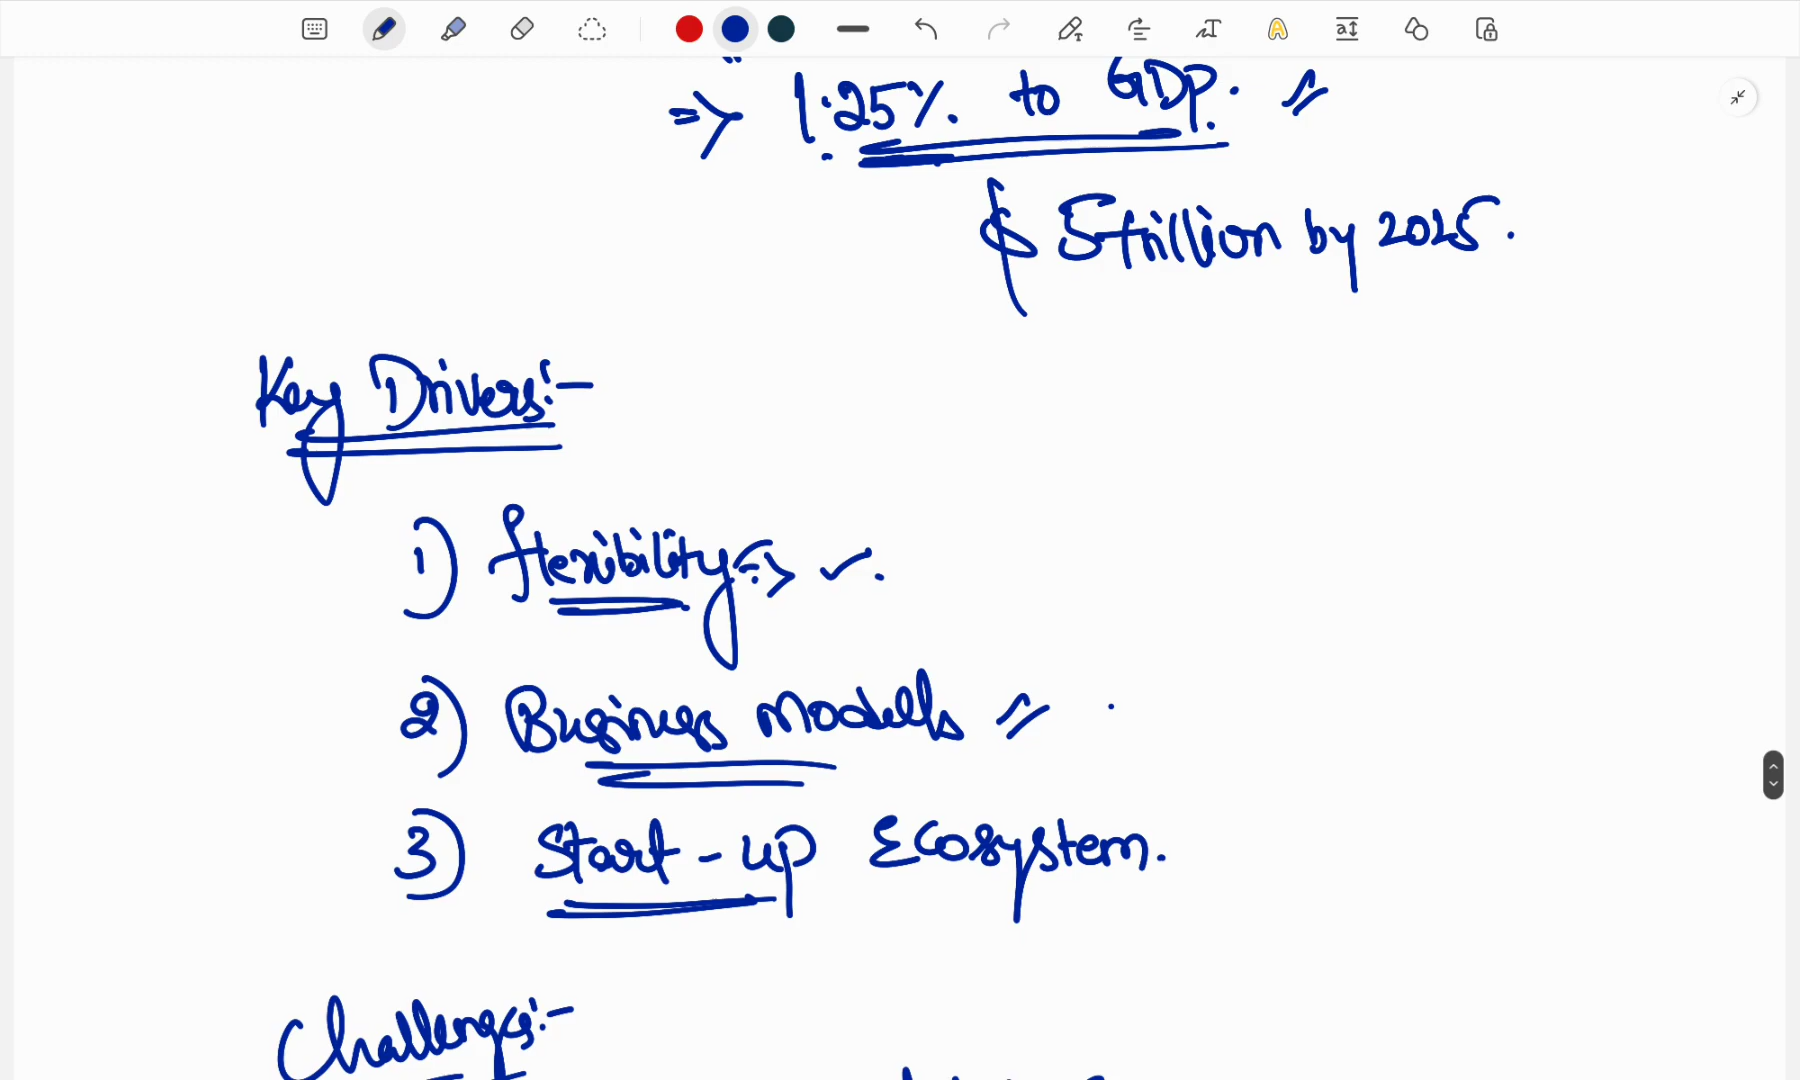 => 1.25% to GDP.
$ 5 trillion by 2025.
Key Drivers:-
1) flexibility =>
2) Business Models
3) Start-up Ecosystem.
Challenges:-